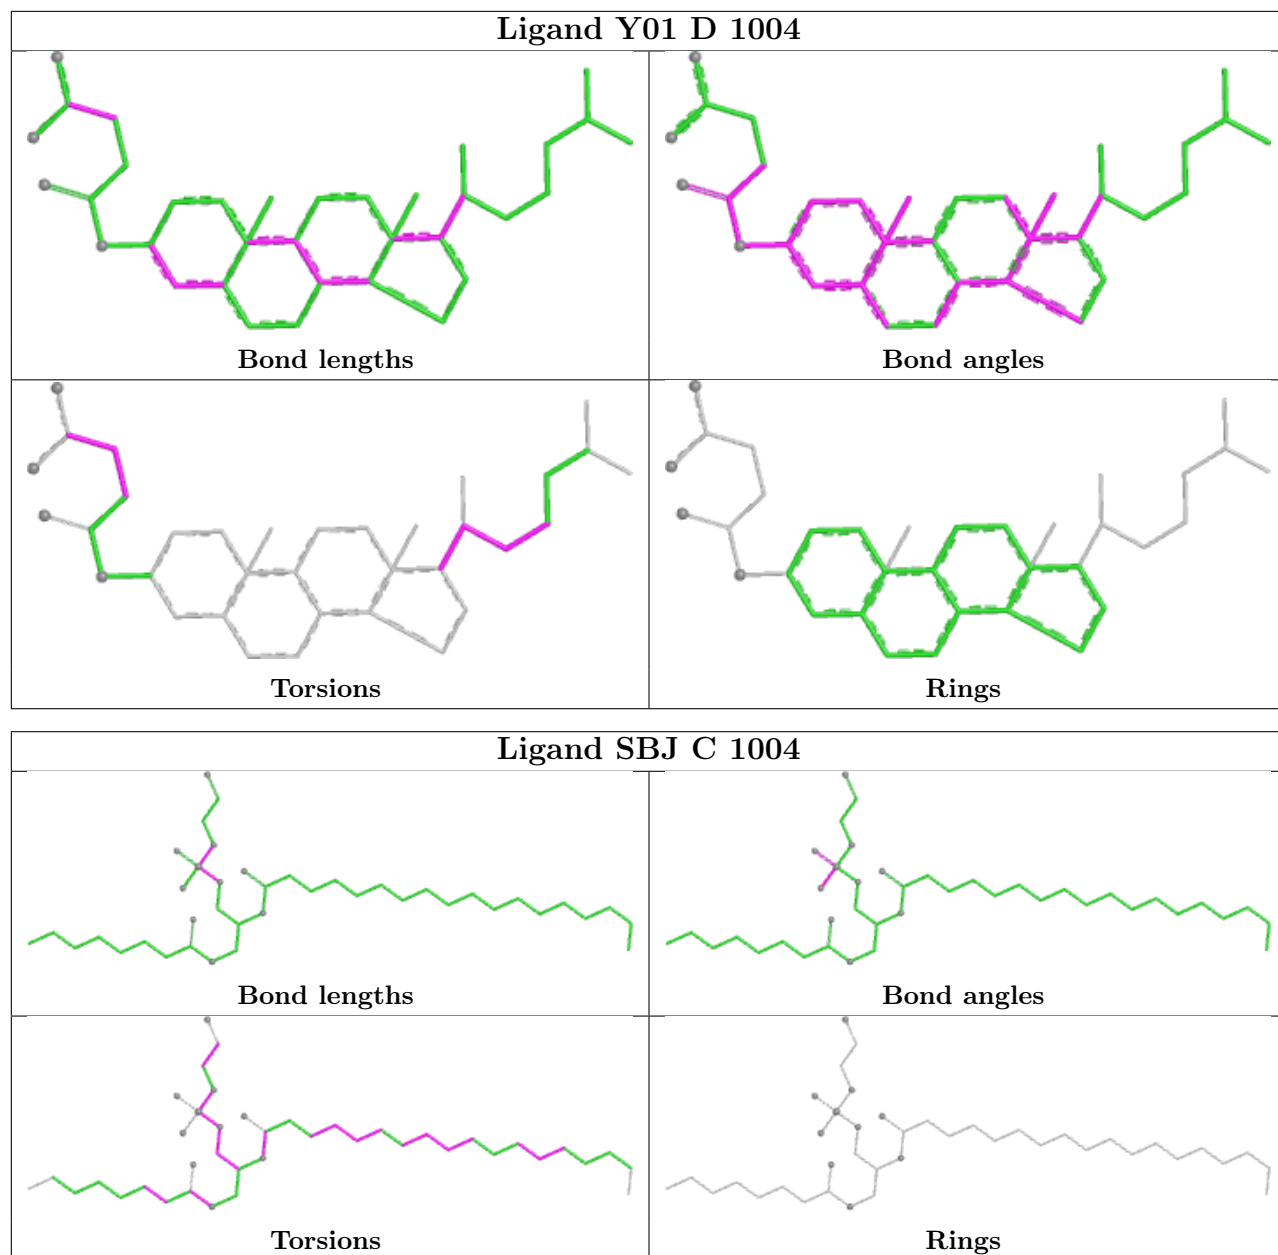 Ligand Y01 D 1004
Bond lengths
Bond angles
Torsions
Rings
Ligand SBJ C 1004
Bond lengths
Bond angles
Torsions
Rings